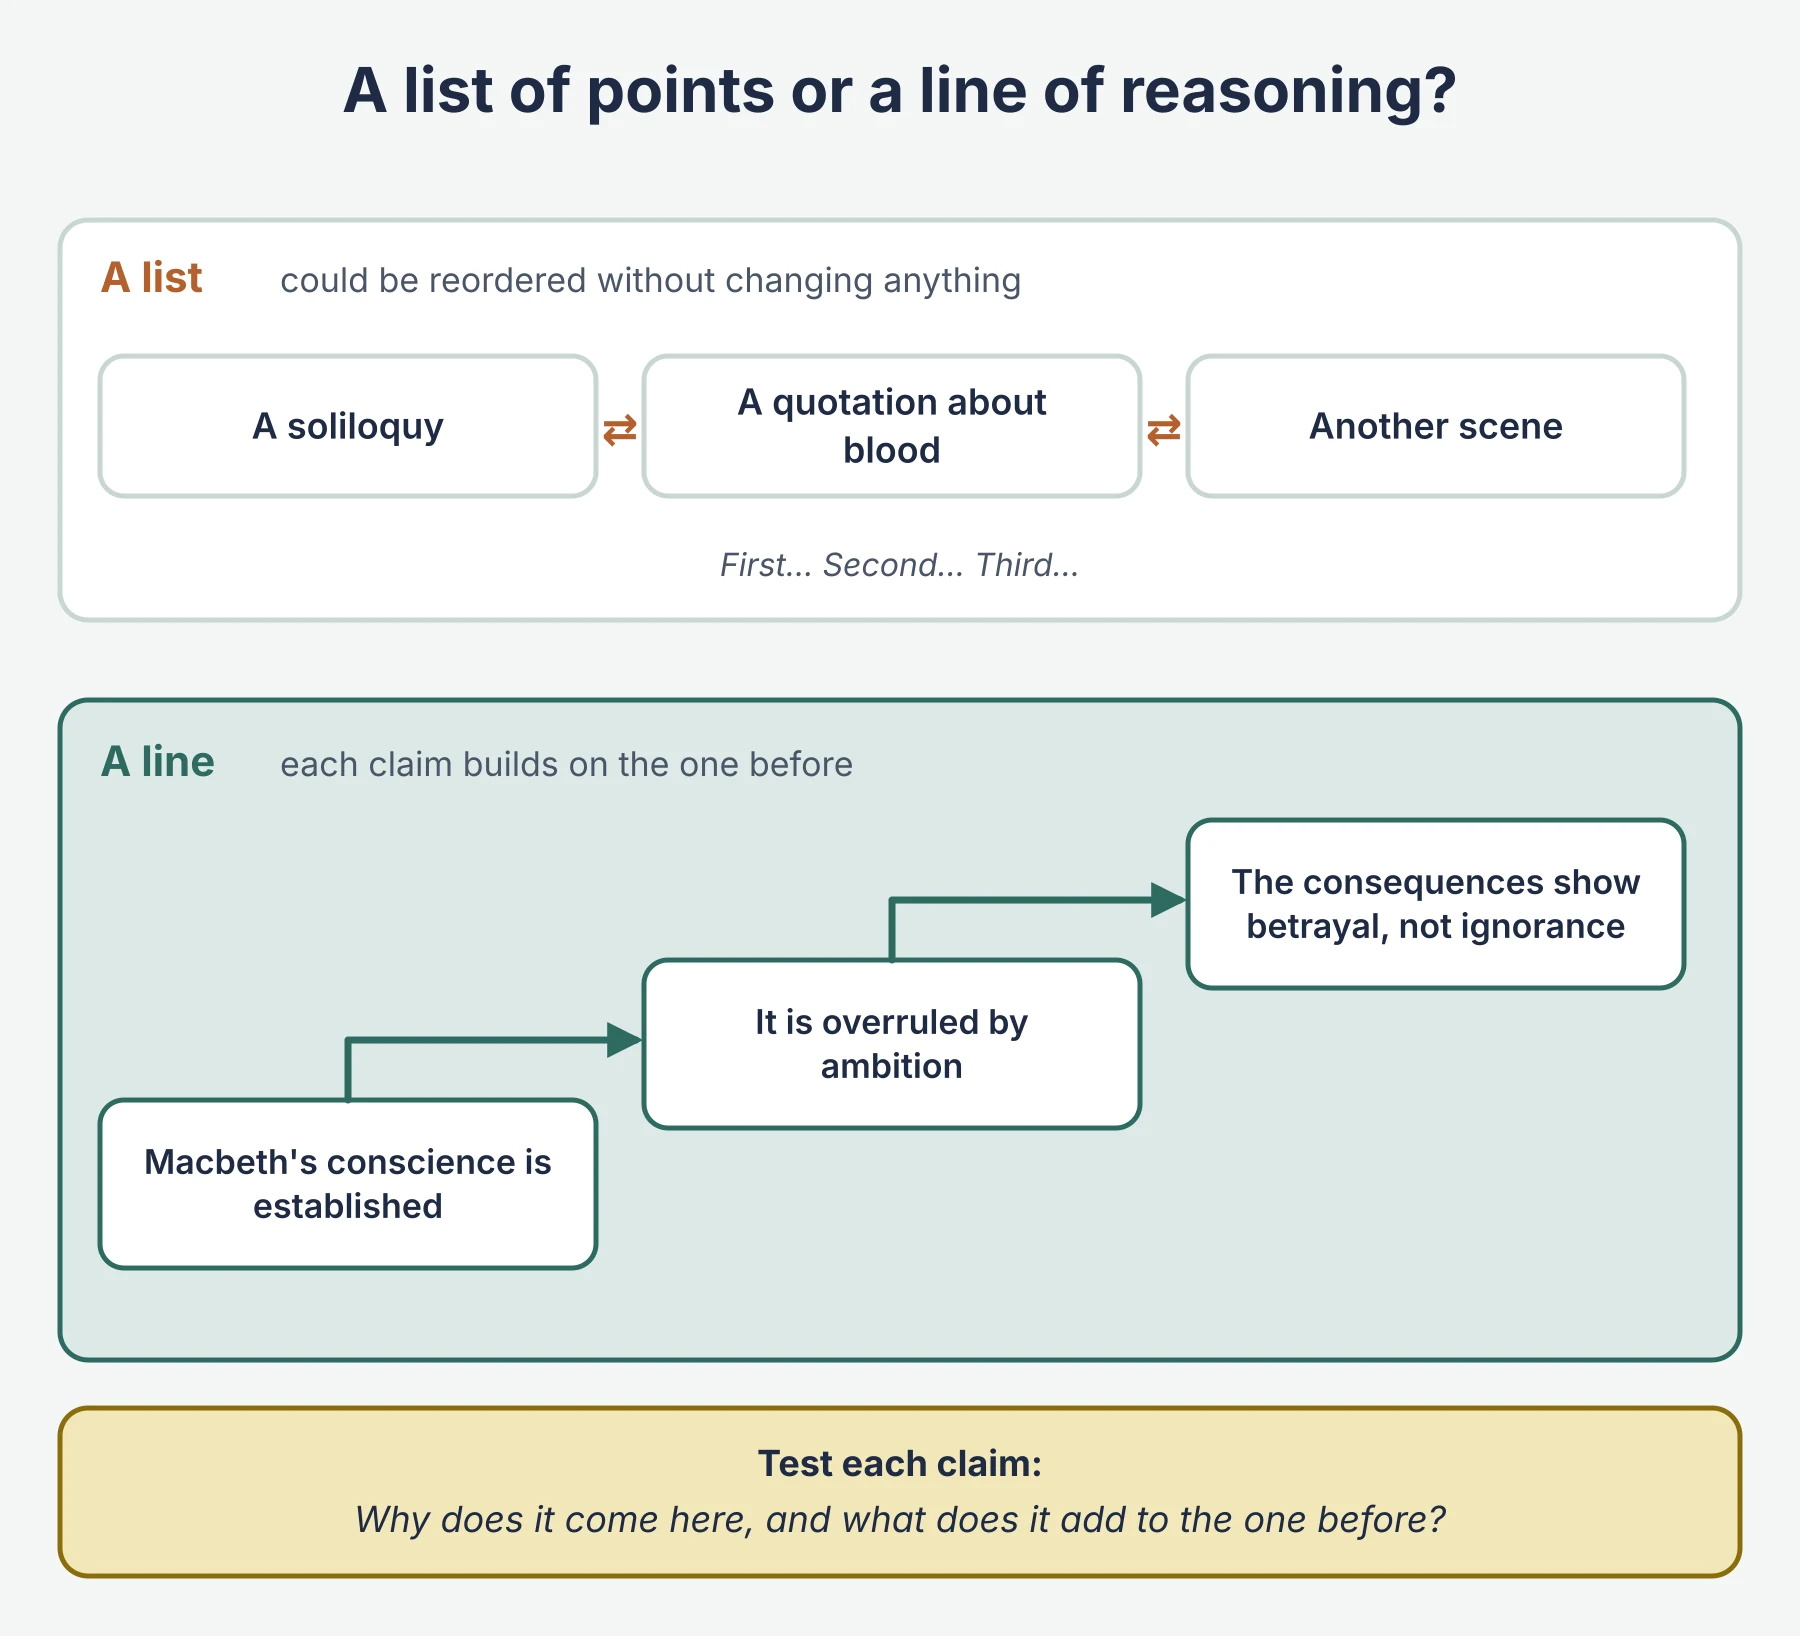 A list of points or a line of reasoning?
A list
could be reordered without changing anything
A soliloquy
⇄
A quotation about
blood
⇄
Another scene
First... Second... Third...
A line
each claim builds on the one before
Macbeth's conscience is
established
It is overruled by
ambition
The consequences show
betrayal, not ignorance
Test each claim:
Why does it come here, and what does it add to the one before?